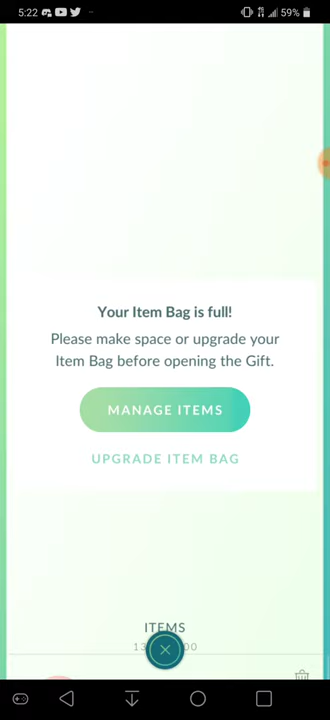 5:22
59%
Your Item Bag is full!
Please make space or upgrade your
Item Bag before opening the Gift.
MANAGE ITEMS
UPGRADE ITEM BAG
ITEMS